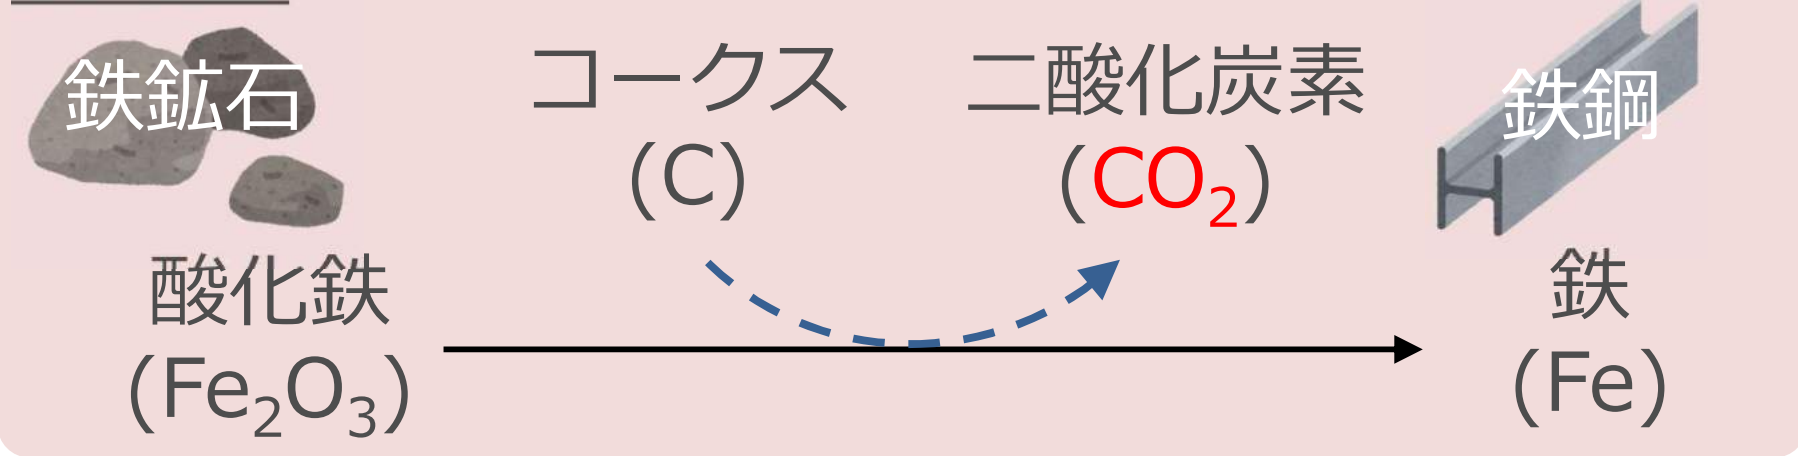 鉄鉱石
酸化鉄
(Fe₂O₃)
コークス
(C)
二酸化炭素
(CO₂)
鉄鋼
鉄
(Fe)